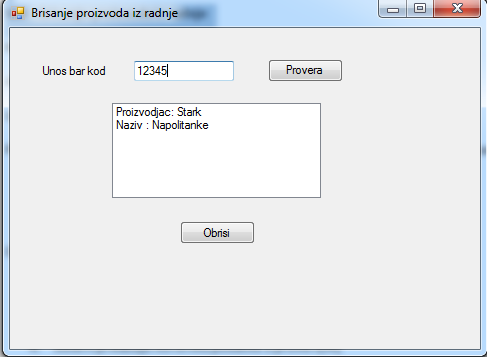 Brisanje proizvoda iz radnje
Unos bar kod
12345
Provera
Proizvodjac: Stark
Naziv : Napolitanke
Obrisi